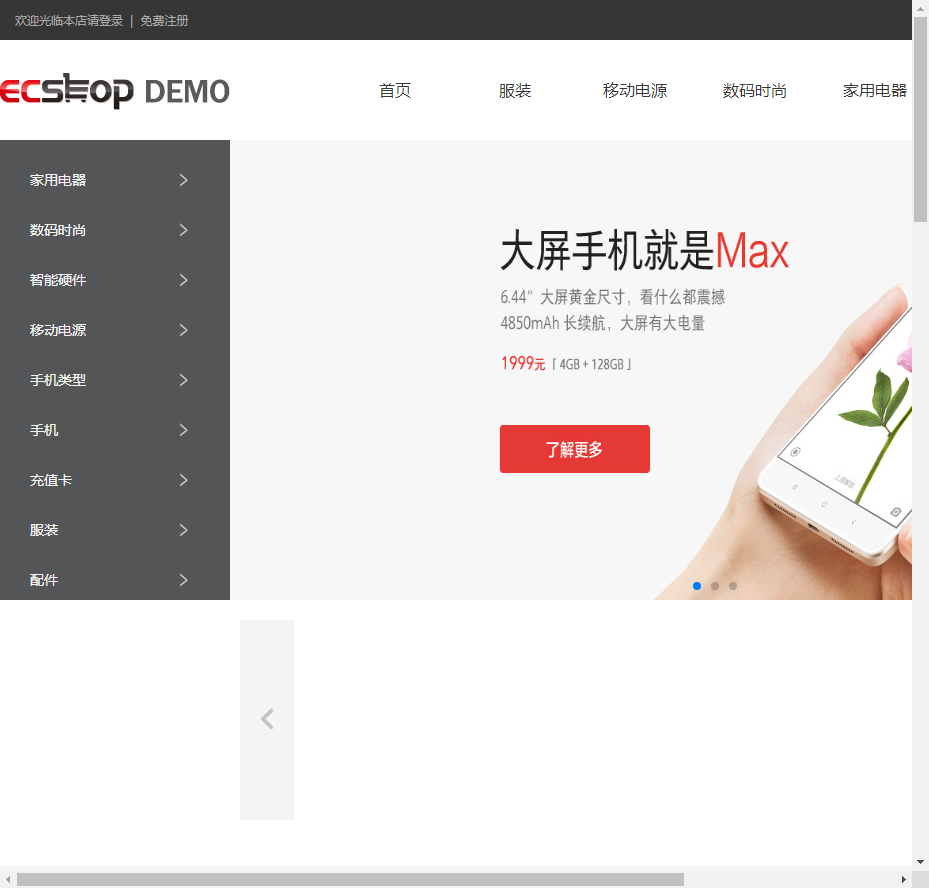 欢迎光临本店请登录 | 免费注册
ECSHOP DEMO
首页 服装 移动电源 数码时尚 家用电器
家用电器
数码时尚
智能硬件
移动电源
手机类型
手机
充值卡
服装
配件
大屏手机就是Max
6.44” 大屏黄金尺寸，看什么都震撼
4850mAh 长续航，大屏有大电量
1999元「 4GB + 128GB 」
了解更多